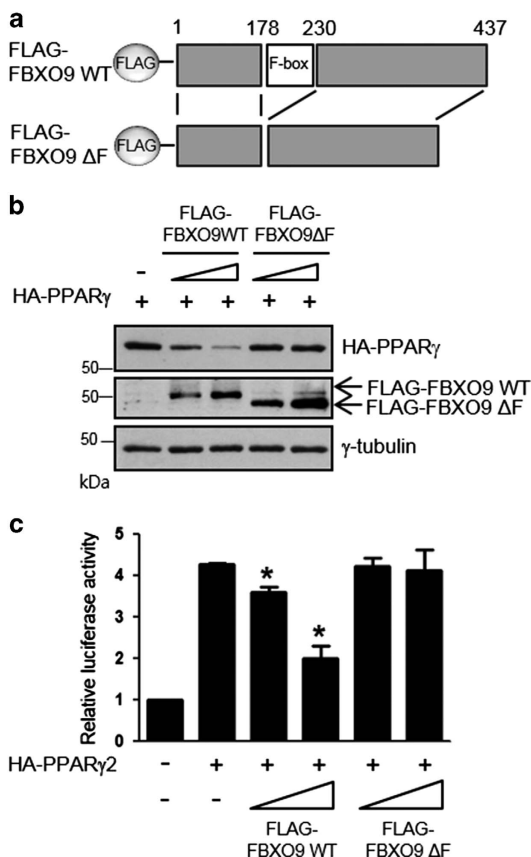 a
1 178 230 437
FLAG-
FBXO9 WT
FLAG
F-box
FLAG-
FBXO9 ΔF
FLAG
b
FLAG- FLAG-
FBXO9WT FBXO9ΔF
-
HA-PPARγ + + + + +
HA-PPARγ
50
50
FLAG-FBXO9 WT
FLAG-FBXO9 ΔF
50
γ-tubulin
kDa
c
Relative luciferase activity
5
4
3
2
1
0
* *
HA-PPARγ2 - + + + + +
- -
FLAG- FLAG-
FBXO9 WT FBXO9 ΔF